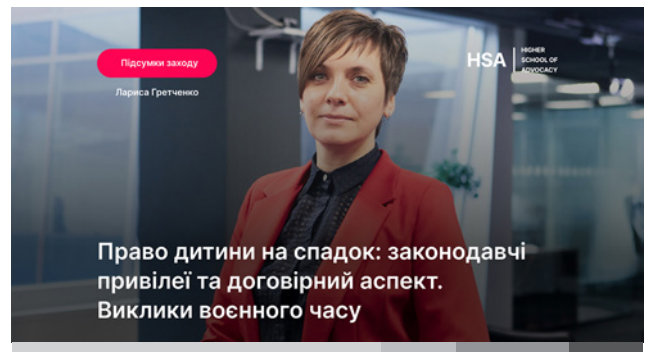 Підсумки заходу
Лариса Гретченко
HSA
HIGHER
SCHOOL OF
ADVOCACY
Право дитини на спадок: законодавчі
привілеї та договірний аспект.
Виклики воєнного часу